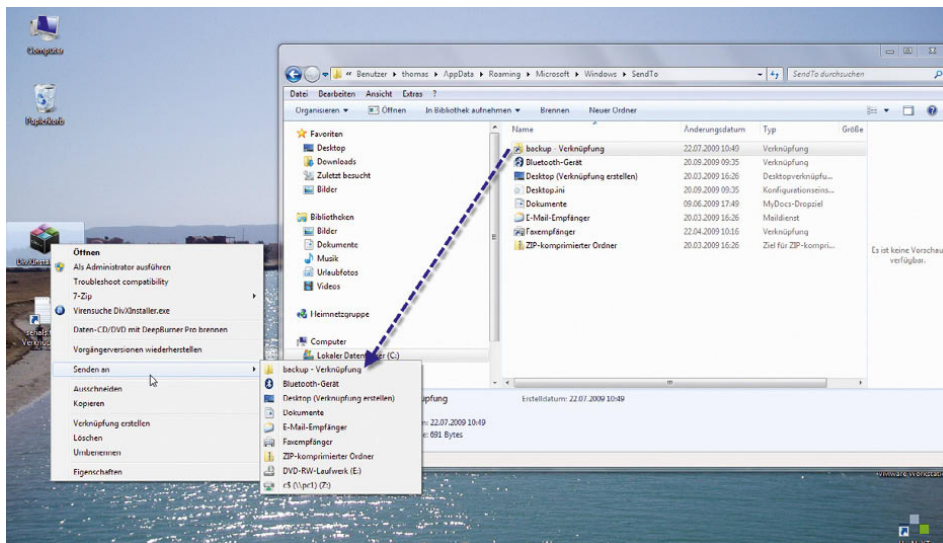 Computer
Papierkorb
« Benutzer ▸ thomas ▸ AppData ▸ Roaming ▸ Microsoft ▸ Windows ▸ SendTo
SendTo durchsuchen
Datei Bearbeiten Ansicht Extras ?
Organisieren Öffnen In Bibliothek aufnehmen Brennen Neuer Ordner
Favoriten
Desktop
Downloads
Zuletzt besucht
Bilder
Bibliotheken
Bilder
Dokumente
Musik
Urlaubfotos
Videos
Heimnetzgruppe
Computer
Lokaler (C:)
Name Änderungsdatum Typ Größe
backup - Verknüpfung 22.07.2009 10:49 Verknüpfung
Bluetooth-Gerät 20.09.2009 09:35 Verknüpfung
Desktop (Verknüpfung erstellen) 20.03.2009 16:26 Desktopverknüpfu...
Desktop.ini 20.09.2009 09:35 Konfigurationseins...
Dokumente 09.06.2009 17:49 MyDocs-Dropziel
E-Mail-Empfänger 20.03.2009 16:26 Maildienst
Faxempfänger 22.04.2009 10:16 Verknüpfung
ZIP-komprimierter Ordner 20.03.2009 16:26 Ziel für ZIP-kompri...
Es ist keine Vorschau
verfügbar.
Erstelldatum: 22.07.2009 10:49
22.07.2009 10:49
691 Bytes
Öffnen
Als Administrator ausführen
Troubleshoot compatibility
7-Zip
Virensuche DivXInstaller.exe
Daten-CD/DVD mit DeepBurner Pro brennen
Vorgängerversionen wiederherstellen
Senden an
Ausschneiden
Kopieren
Verknüpfung erstellen
Löschen
Umbenennen
Eigenschaften
backup - Verknüpfung
Bluetooth-Gerät
Desktop (Verknüpfung erstellen)
Dokumente
E-Mail-Empfänger
Faxempfänger
ZIP-komprimierter Ordner
DVD-RW-Laufwerk (E:)
c$ (\\pc1) (Z:)